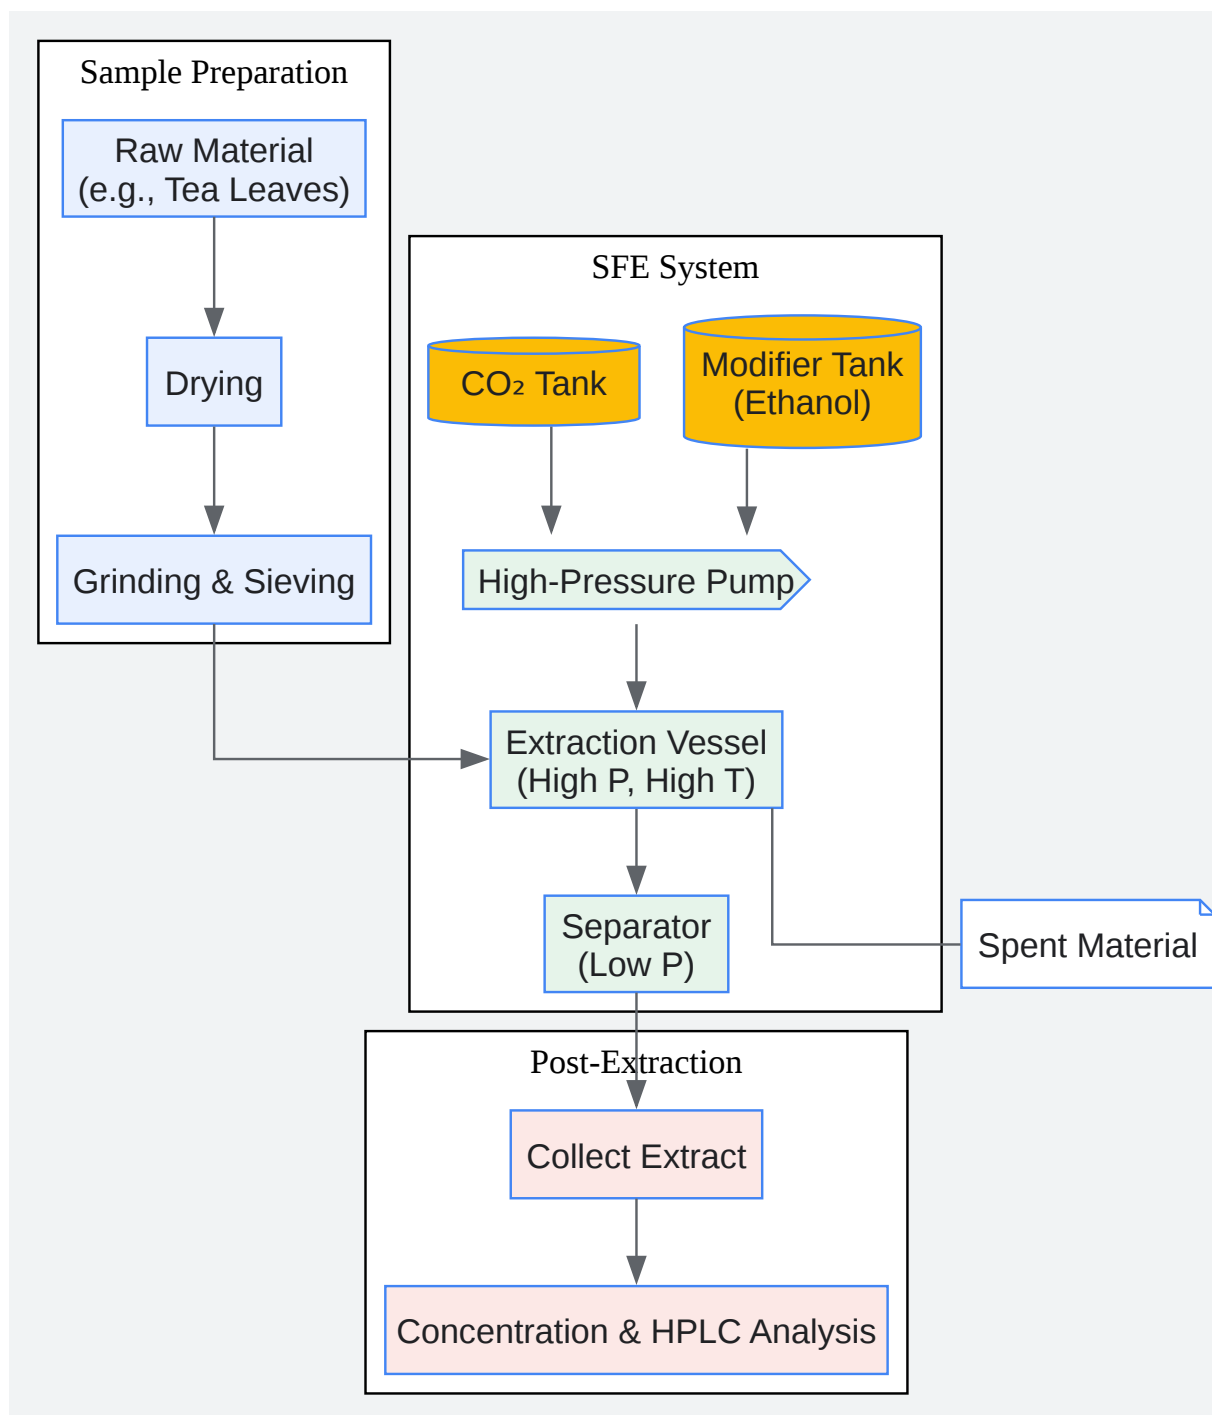 Sample Preparation
Raw Material
(e.g., Tea Leaves)
Drying
Grinding & Sieving
SFE System
CO₂ Tank
Modifier Tank
(Ethanol)
High-Pressure Pump
Extraction Vessel
(High P, High T)
Separator
(Low P)
Spent Material
Post-Extraction
Collect Extract
Concentration & HPLC Analysis